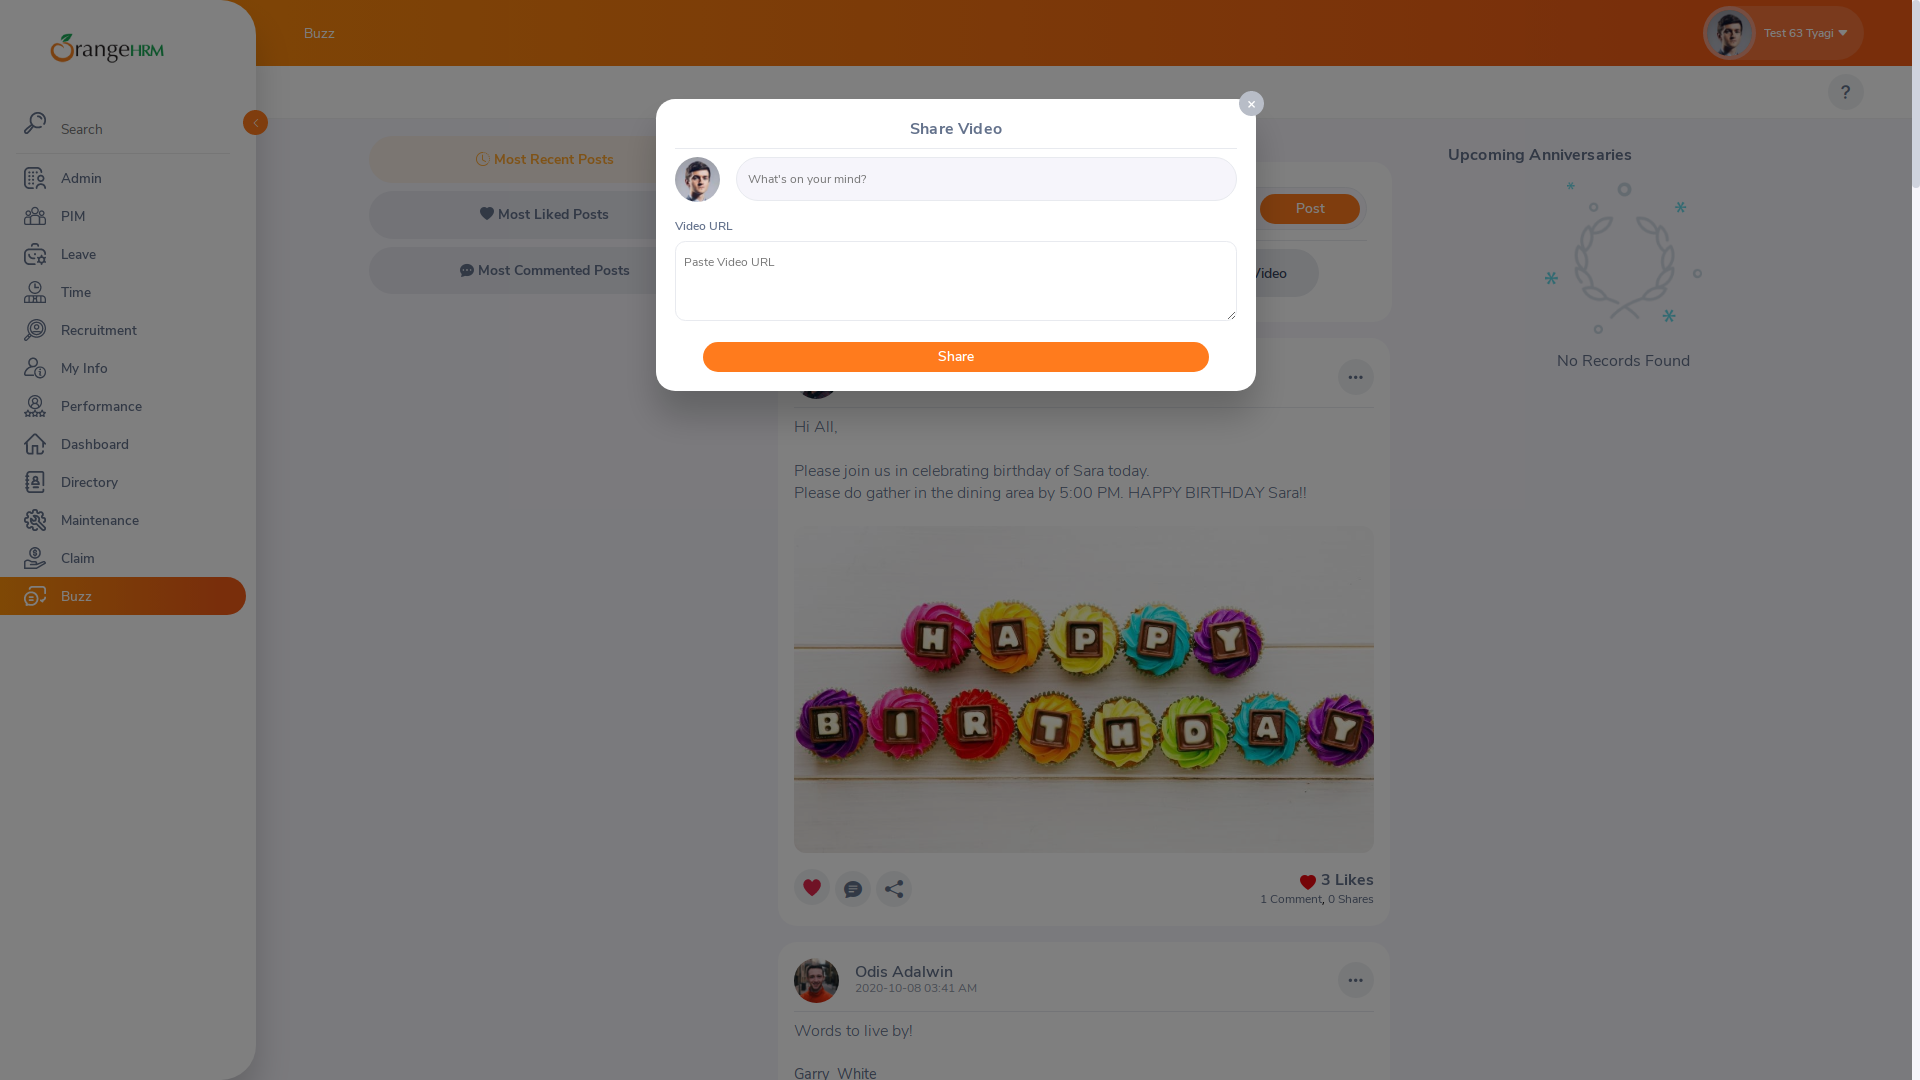 OrangeHRM
Search
Admin
PIM
Leave
Time
Recruitment
My Info
Performance
Dashboard
Directory
Maintenance
Claim
Buzz
Buzz
Test 63 Tyagi
?
Most Recent Posts
Most Liked Posts
Most Commented Posts
Post
Video
Share Video
×
What's on your mind?
Video URL
Paste Video URL
Share
Upcoming Anniversaries
No Records Found
Hi All,
Please join us in celebrating birthday of Sara today.
Please do gather in the dining area by 5:00 PM. HAPPY BIRTHDAY Sara!!
HAPPY
BIRTHDAY
3 Likes
1 Comment, 0 Shares
Odis Adalwin
2020-10-08 03:41 AM
Words to live by!
Garry White